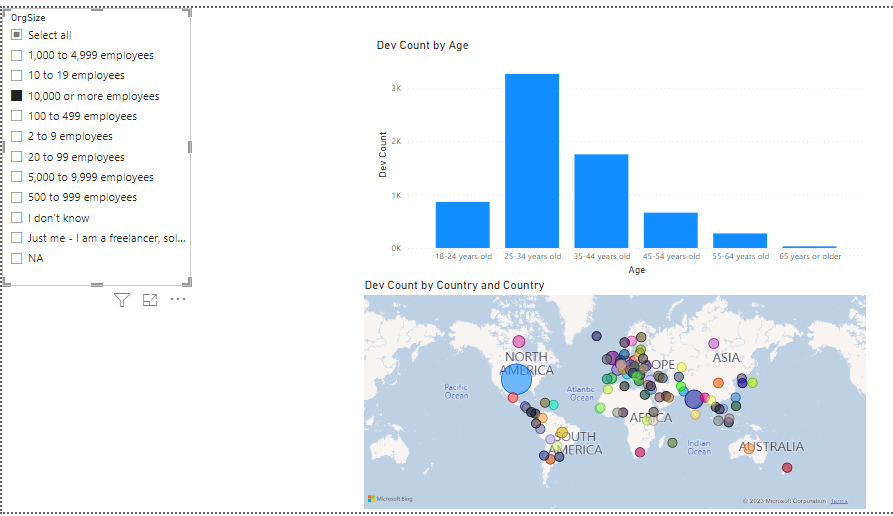 OrgSize
Select all
1,000 to 4,999 employees
10 to 19 employees
10,000 or more employees
100 to 499 employees
2 to 9 employees
20 to 99 employees
5,000 to 9,999 employees
500 to 999 employees
I don't know
Just me - I am a freelancer, sol...
NA
Dev Count by Age
Dev Count
3K
2K
1K
0K
18-24 years old
25-34 years old
35-44 years old
45-54 years old
55-64 years old
65 years or older
Age
Dev Count by Country and Country
NORTH
AMERICA
OPE
ASIA
Pacific
Ocean
Atlantic
Ocean
AFRICA
SOUTH
AMERICA
Indian
Ocean
AUSTRALIA
Microsoft Bing
© 2023 Microsoft Corporation
Terms